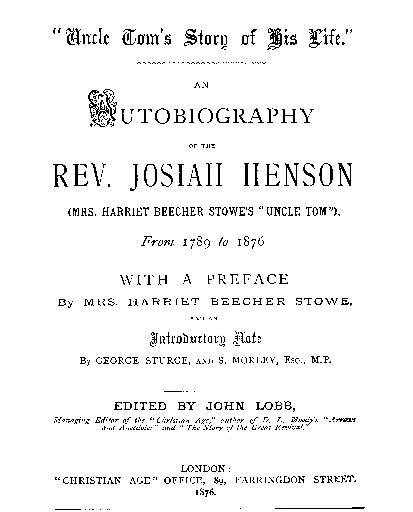 "Uncle Tom's Story of His Life."
AN
AUTOBIOGRAPHY
OF THE
REV. JOSIAH HENSON
(MRS. HARRIET BEECHER STOWE'S "UNCLE TOM"),
From 1789 to 1876
WITH A PREFACE
By MRS. HARRIET BEECHER STOWE,
AND AN
Introductory Note
By GEORGE STURGE, AND S. MORLEY, Esq., M.P.
EDITED BY JOHN LOBB,
Managing Editor of the "Christian Age," author of D. L. Moody's "Arrows
and Anecdotes" and "The Story of the Great Revival."
LONDON:
"CHRISTIAN AGE" OFFICE, 89, FARRINGDON STREET.
1876.